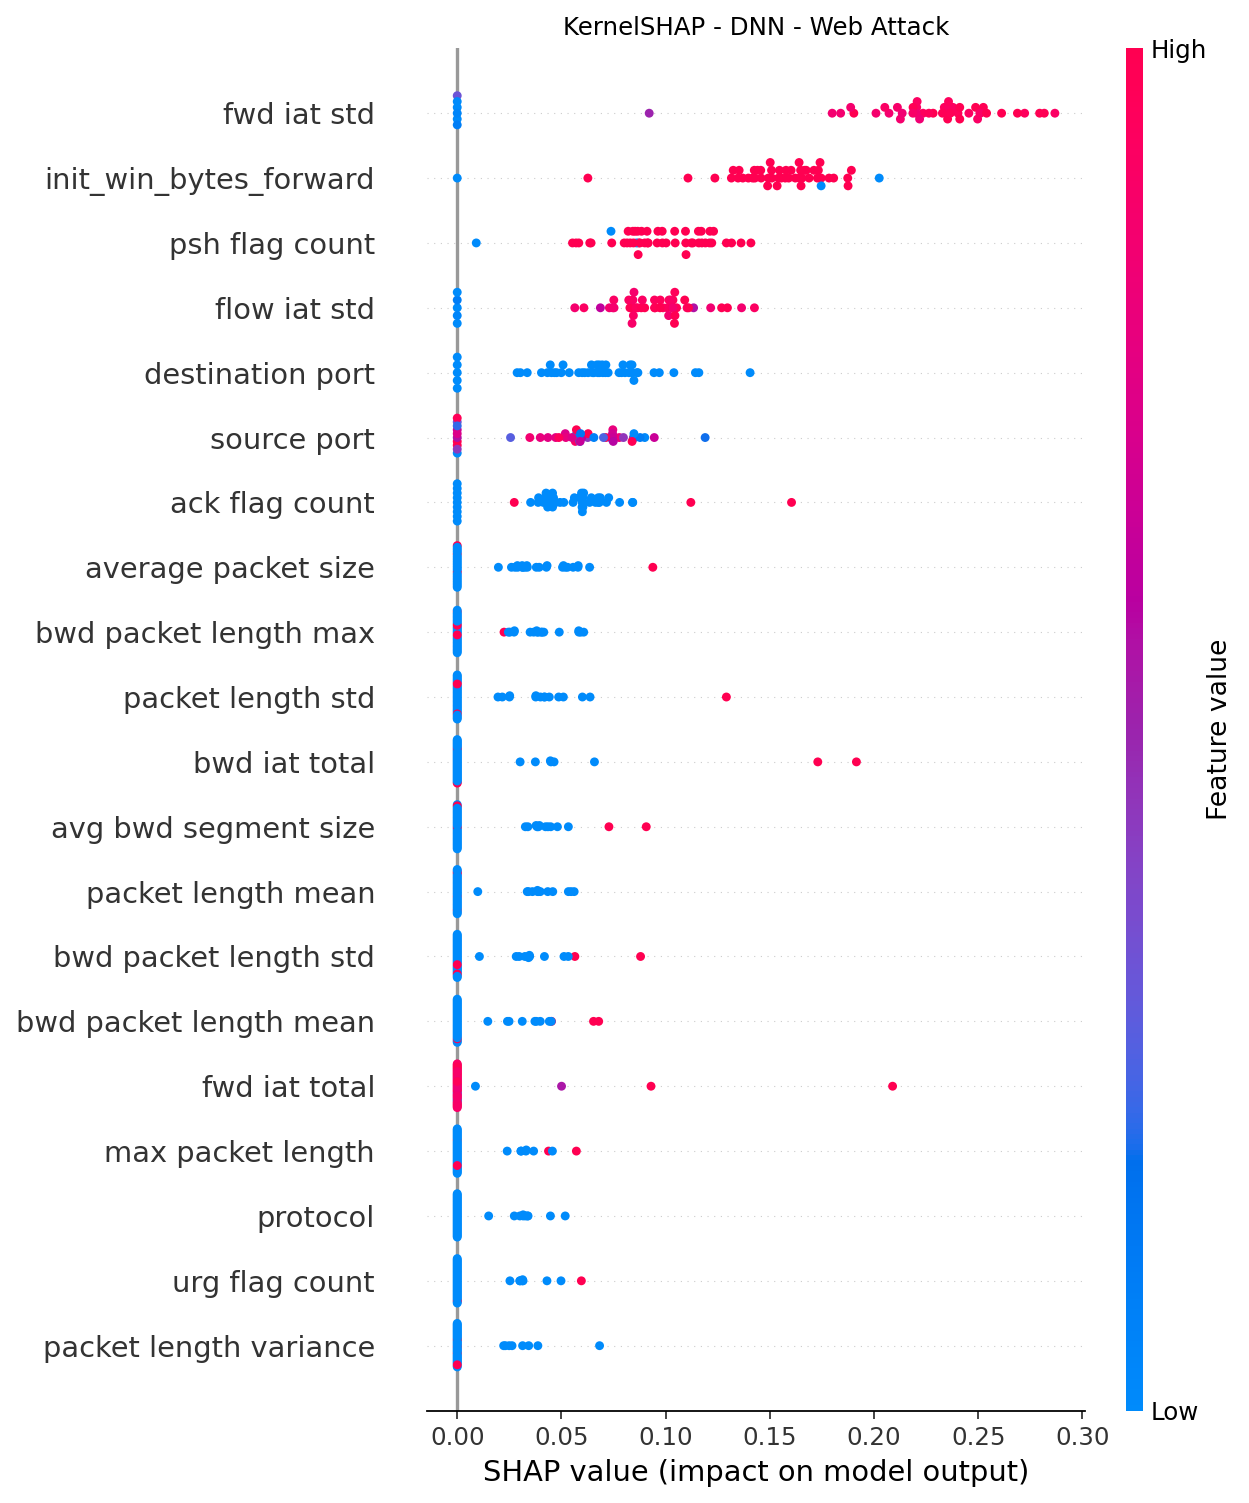 KernelSHAP - DNN - Web Attack
High
fwd iat std
init_win_bytes_forward
psh flag count
flow iat std
destination port
source port
ack flag count
average packet size
bwd packet length max
packet length std
bwd iat total
avg bwd segment size
packet length mean
bwd packet length std
bwd packet length mean
fwd iat total
max packet length
protocol
urg flag count
packet length variance
Feature value
Low
0.00 0.05 0.10 0.15 0.20 0.25 0.30
SHAP value (impact on model output)